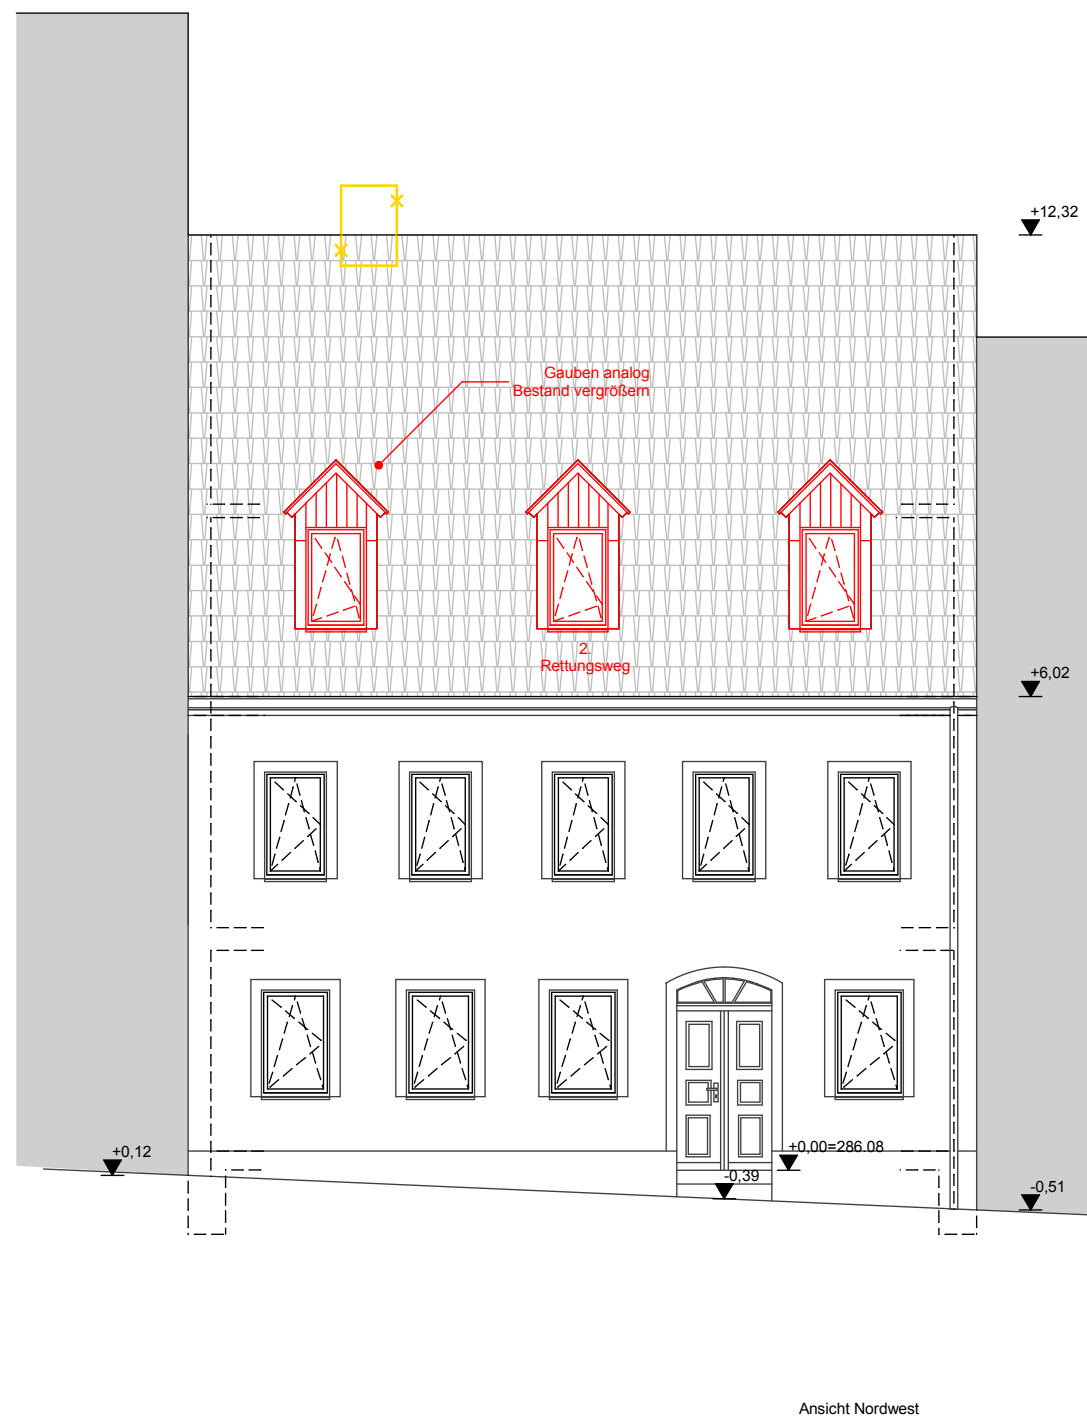 +12,32
Gauben analog
Bestand vergrößern
2.
Rettungsweg
+6,02
+0,12
+0,00=286.08
-0,39
-0,51
Ansicht Nordwest